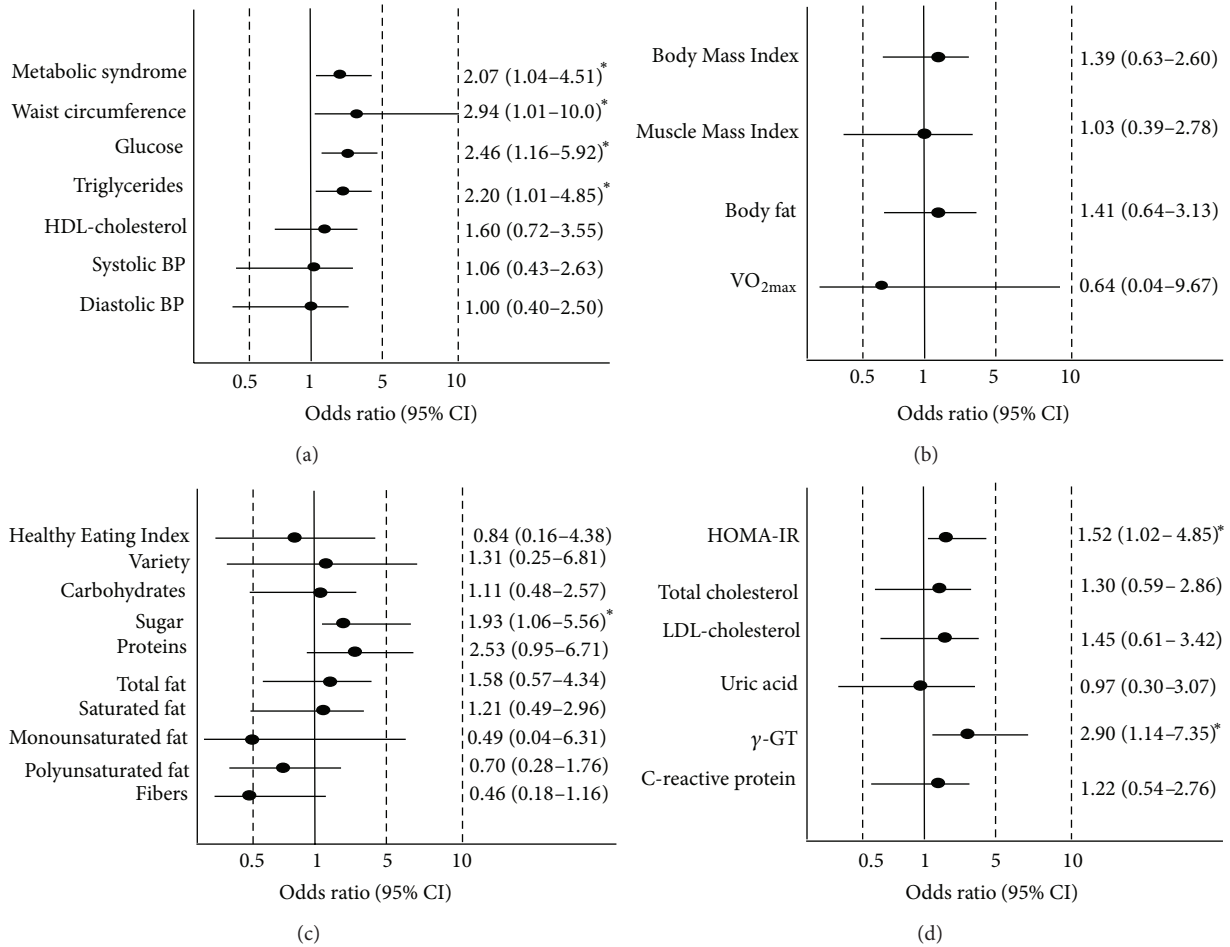 Metabolic syndrome 2.07 (1.04–4.51)*
Waist circumference 2.94 (1.01–10.0)*
Glucose 2.46 (1.16–5.92)*
Triglycerides 2.20 (1.01–4.85)*
HDL-cholesterol 1.60 (0.72–3.55)
Systolic BP 1.06 (0.43–2.63)
Diastolic BP 1.00 (0.40–2.50)
0.5 1 5 10
Odds ratio (95% CI)
(a)
Body Mass Index 1.39 (0.63–2.60)
Muscle Mass Index 1.03 (0.39–2.78)
Body fat 1.41 (0.64–3.13)
VO2max 0.64 (0.04–9.67)
0.5 1 5 10
Odds ratio (95% CI)
(b)
Healthy Eating Index 0.84 (0.16–4.38)
Variety 1.31 (0.25–6.81)
Carbohydrates 1.11 (0.48–2.57)
Sugar 1.93 (1.06–5.56)*
Proteins 2.53 (0.95–6.71)
Total fat 1.58 (0.57–4.34)
Saturated fat 1.21 (0.49–2.96)
Monounsaturated fat 0.49 (0.04–6.31)
Polyunsaturated fat 0.70 (0.28–1.76)
Fibers 0.46 (0.18–1.16)
0.5 1 5 10
Odds ratio (95% CI)
(c)
HOMA-IR 1.52 (1.02–4.85)*
Total cholesterol 1.30 (0.59–2.86)
LDL-cholesterol 1.45 (0.61–3.42)
Uric acid 0.97 (0.30–3.07)
γ-GT 2.90 (1.14–7.35)*
C-reactive protein 1.22 (0.54–2.76)
0.5 1 5 10
Odds ratio (95% CI)
(d)